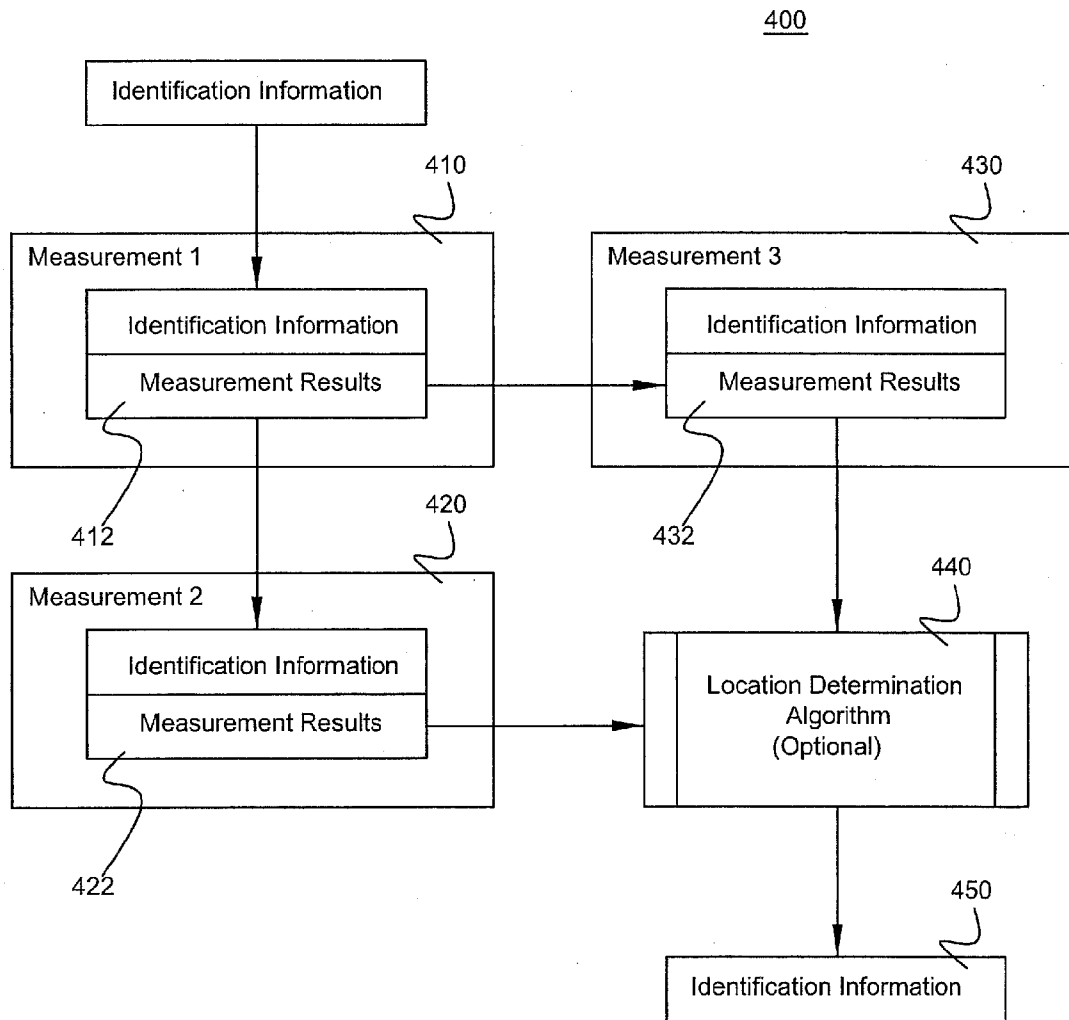 400
Identification Information
410
430
Measurement 1
Measurement 3
Identification Information
Identification Information
Measurement Results
Measurement Results
412
432
420
440
Measurement 2
Identification Information
Location Determination
Algorithm
(Optional)
Measurement Results
422
450
Identification Information